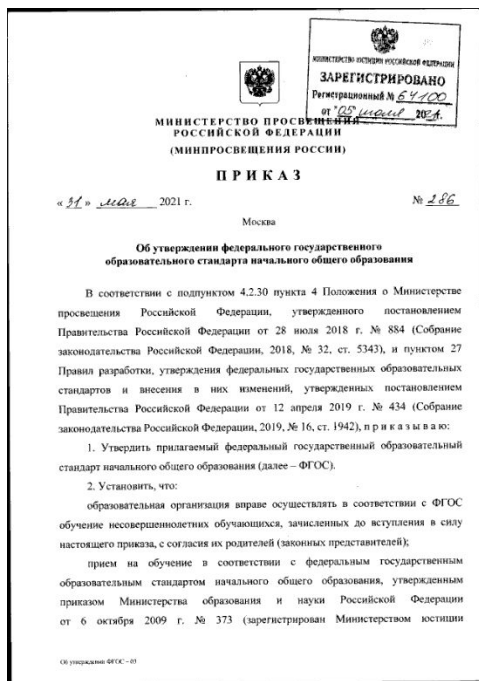 МИНИСТЕРСТВО ЮСТИЦИИ РОССИЙСКОЙ ФЕДЕРАЦИИ
ЗАРЕГИСТРИРОВАНО
Регистрационный № 64100
от "05" июля 2021.
МИНИСТЕРСТВО ПРОСВЕЩЕНИЯ
РОССИЙСКОЙ ФЕДЕРАЦИИ
(МИНПРОСВЕЩЕНИЯ РОССИИ)
ПРИКАЗ
« 31 » мая 2021 г.
№ 286
Москва
Об утверждении федерального государственного
образовательного стандарта начального общего образования
В соответствии с подпунктом 4.2.30 пункта 4 Положения о Министерстве
просвещения Российской Федерации, утвержденного постановлением
Правительства Российской Федерации от 28 июля 2018 г. № 884 (Собрание
законодательства Российской Федерации, 2018, № 32, ст. 5343), и пунктом 27
Правил разработки, утверждения федеральных государственных образовательных
стандартов и внесения в них изменений, утвержденных постановлением
Правительства Российской Федерации от 12 апреля 2019 г. № 434 (Собрание
законодательства Российской Федерации, 2019, № 16, ст. 1942), п р и к а з ы в а ю:
1. Утвердить прилагаемый федеральный государственный образовательный
стандарт начального общего образования (далее – ФГОС).
2. Установить, что:
образовательная организация вправе осуществлять в соответствии с ФГОС
обучение несовершеннолетних обучающихся, зачисленных до вступления в силу
настоящего приказа, с согласия их родителей (законных представителей);
прием на обучение в соответствии с федеральным государственным
образовательным стандартом начального общего образования, утвержденным
приказом Министерства образования и науки Российской Федерации
от 6 октября 2009 г. № 373 (зарегистрирован Министерством юстиции
Об утверждении ФГОС – 03